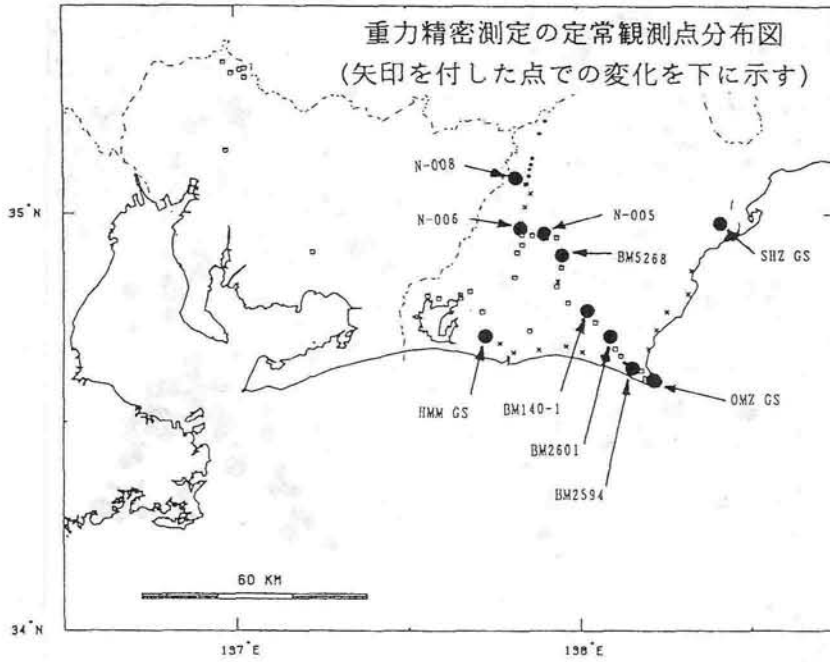 重力精密測定の定常観測点分布図
(矢印を付した点での変化を下に示す)
N-008
35°N
N-006
N-005
BM5268
SHZ GS
HMM GS
BM140-1
OMZ GS
BM2601
BM2594
60 KM
34°N
137°E
138°E